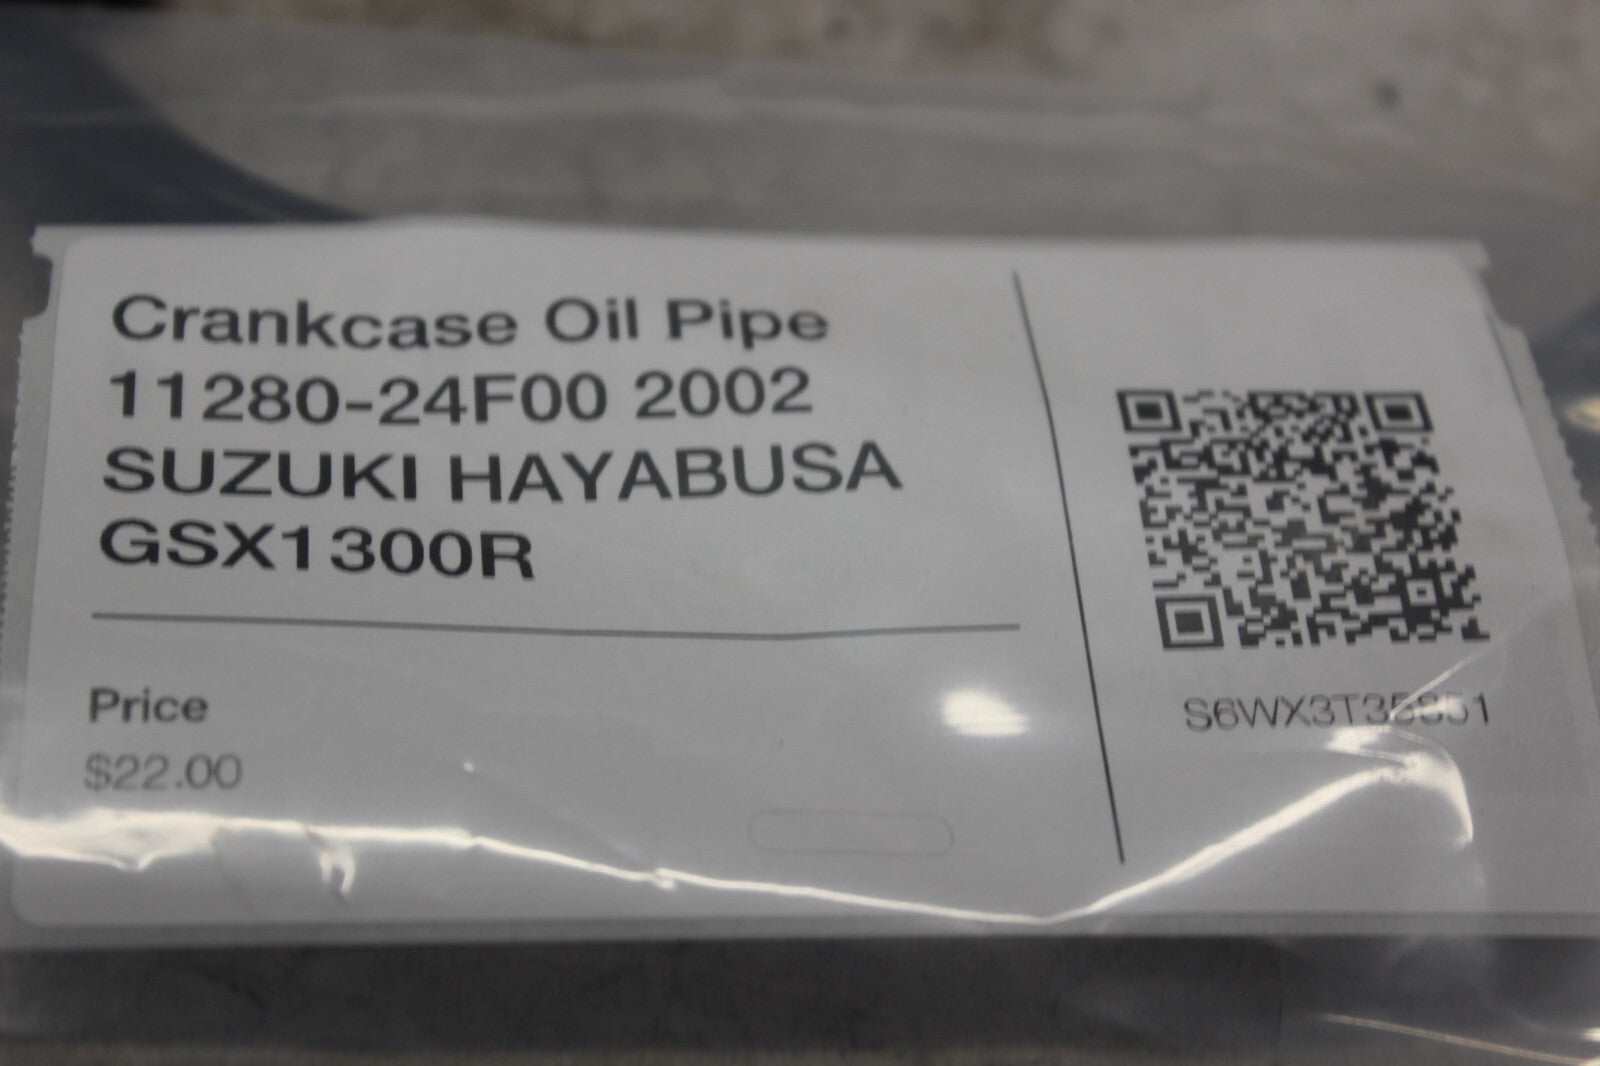 Crankcase Oil Pipe
11280-24F00 2002
SUZUKI HAYABUSA
GSX1300R
Price
$22.00